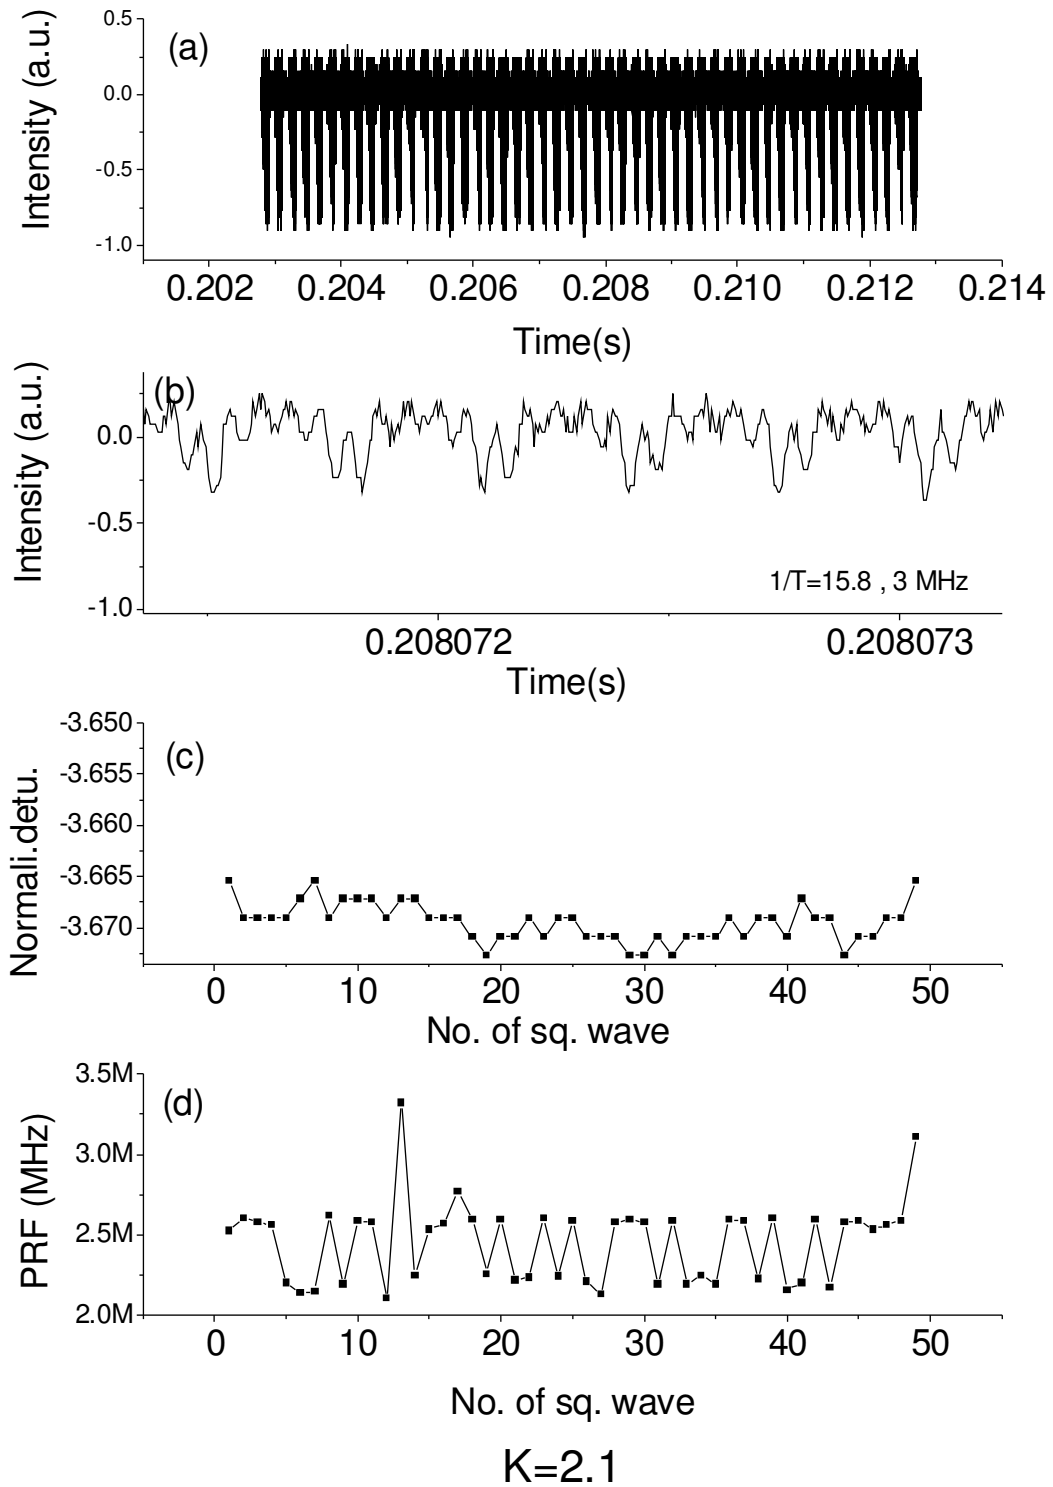 (a)
Intensity (a.u.)
0.5
0.0
-0.5
-1.0
0.202 0.204 0.206 0.208 0.210 0.212 0.214
Time(s)
(b)
Intensity (a.u.)
0.0
-0.5
-1.0
1/T=15.8 , 3 MHz
0.208072 0.208073
Time(s)
(c)
Normali.detu.
-3.650
-3.655
-3.660
-3.665
-3.670
0 10 20 30 40 50
No. of sq. wave
(d)
PRF (MHz)
3.5M
3.0M
2.5M
2.0M
0 10 20 30 40 50
No. of sq. wave
K=2.1